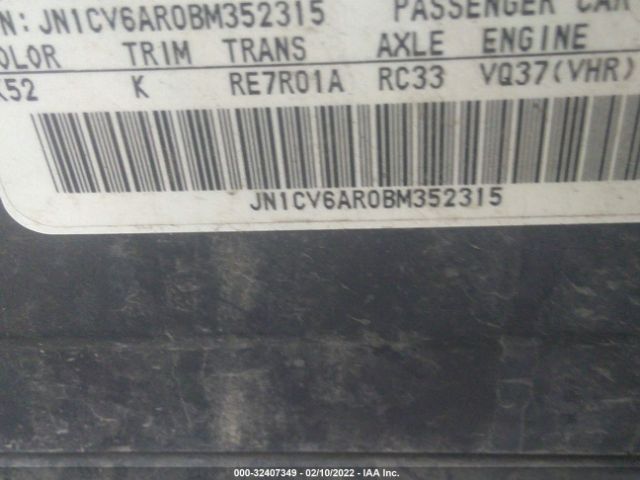 N: JN1CV6AR0BM352315 PASSENGER CAR
OLOR TRIM TRANS AXLE ENGINE
K52 K RE7R01A RC33 VQ37(VHR)
JN1CV6AR0BM352315
000-32407349 - 02/10/2022 - IAA Inc.